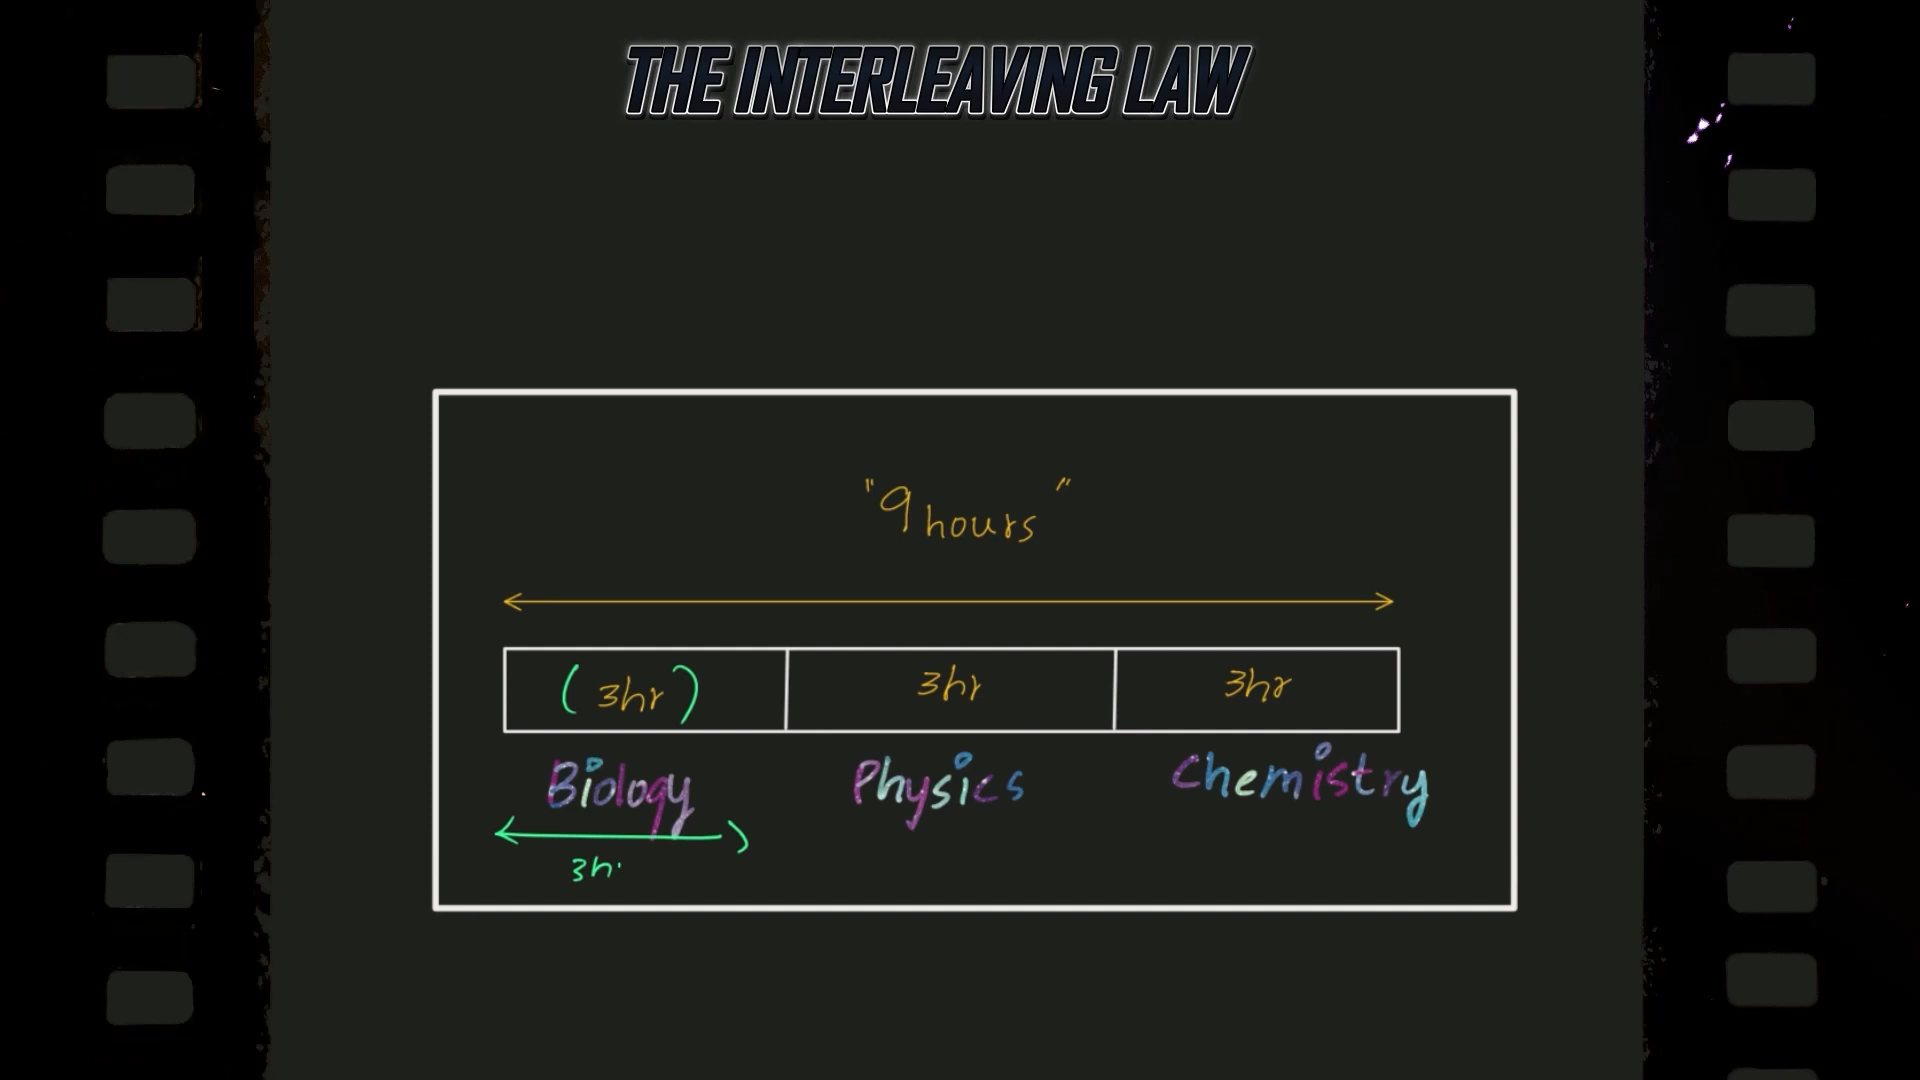 THE INTERLEAVING LAW
"9 hours"
(3hr) 3hr 3hr
Biology Physics Chemistry
3h